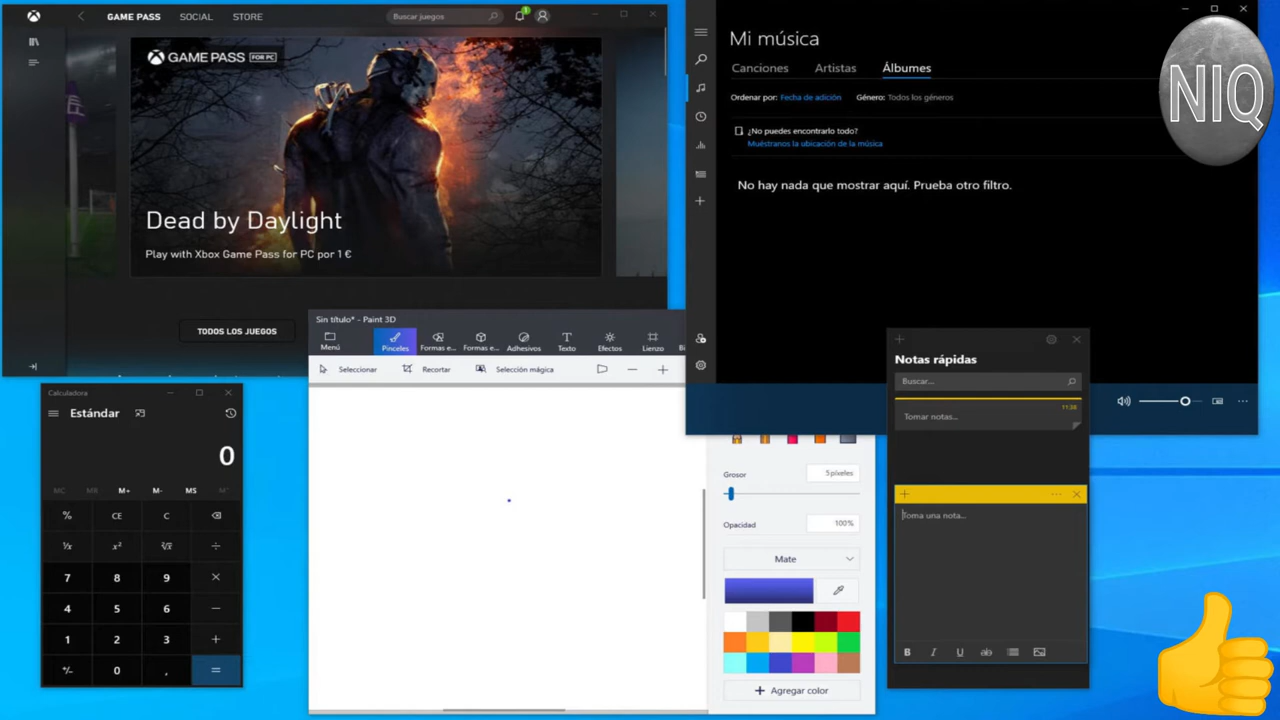 GAME PASS
SOCIAL
STORE
Buscar juegos
1
GAME PASS FOR PC
Dead by Daylight
Play with Xbox Game Pass for PC por 1 €
TODOS LOS JUEGOS
Mi música
Canciones
Artistas
Álbumes
Ordenar por: Fecha de adición
Género: Todos los géneros
¿No puedes encontrarlo todo?
Muéstranos la ubicación de la música
No hay nada que mostrar aquí. Prueba otro filtro.
NIQ
Calculadora
Estándar
0
MC MR M+ M- MS M˅
% CE C
¹/x x² ²√x ÷
7 8 9 ×
4 5 6 −
1 2 3 +
+/- 0 , =
Sin título* - Paint 3D
Menú
Pinceles
Formas e...
Formas e...
Adhesivos
Texto
Efectos
Lienzo
Seleccionar
Recortar
Selección mágica
Grosor
5 píxeles
Opacidad
100%
Mate
+ Agregar color
Notas rápidas
Buscar...
11:38
Tomar notas...
Toma una nota...
B I U ab